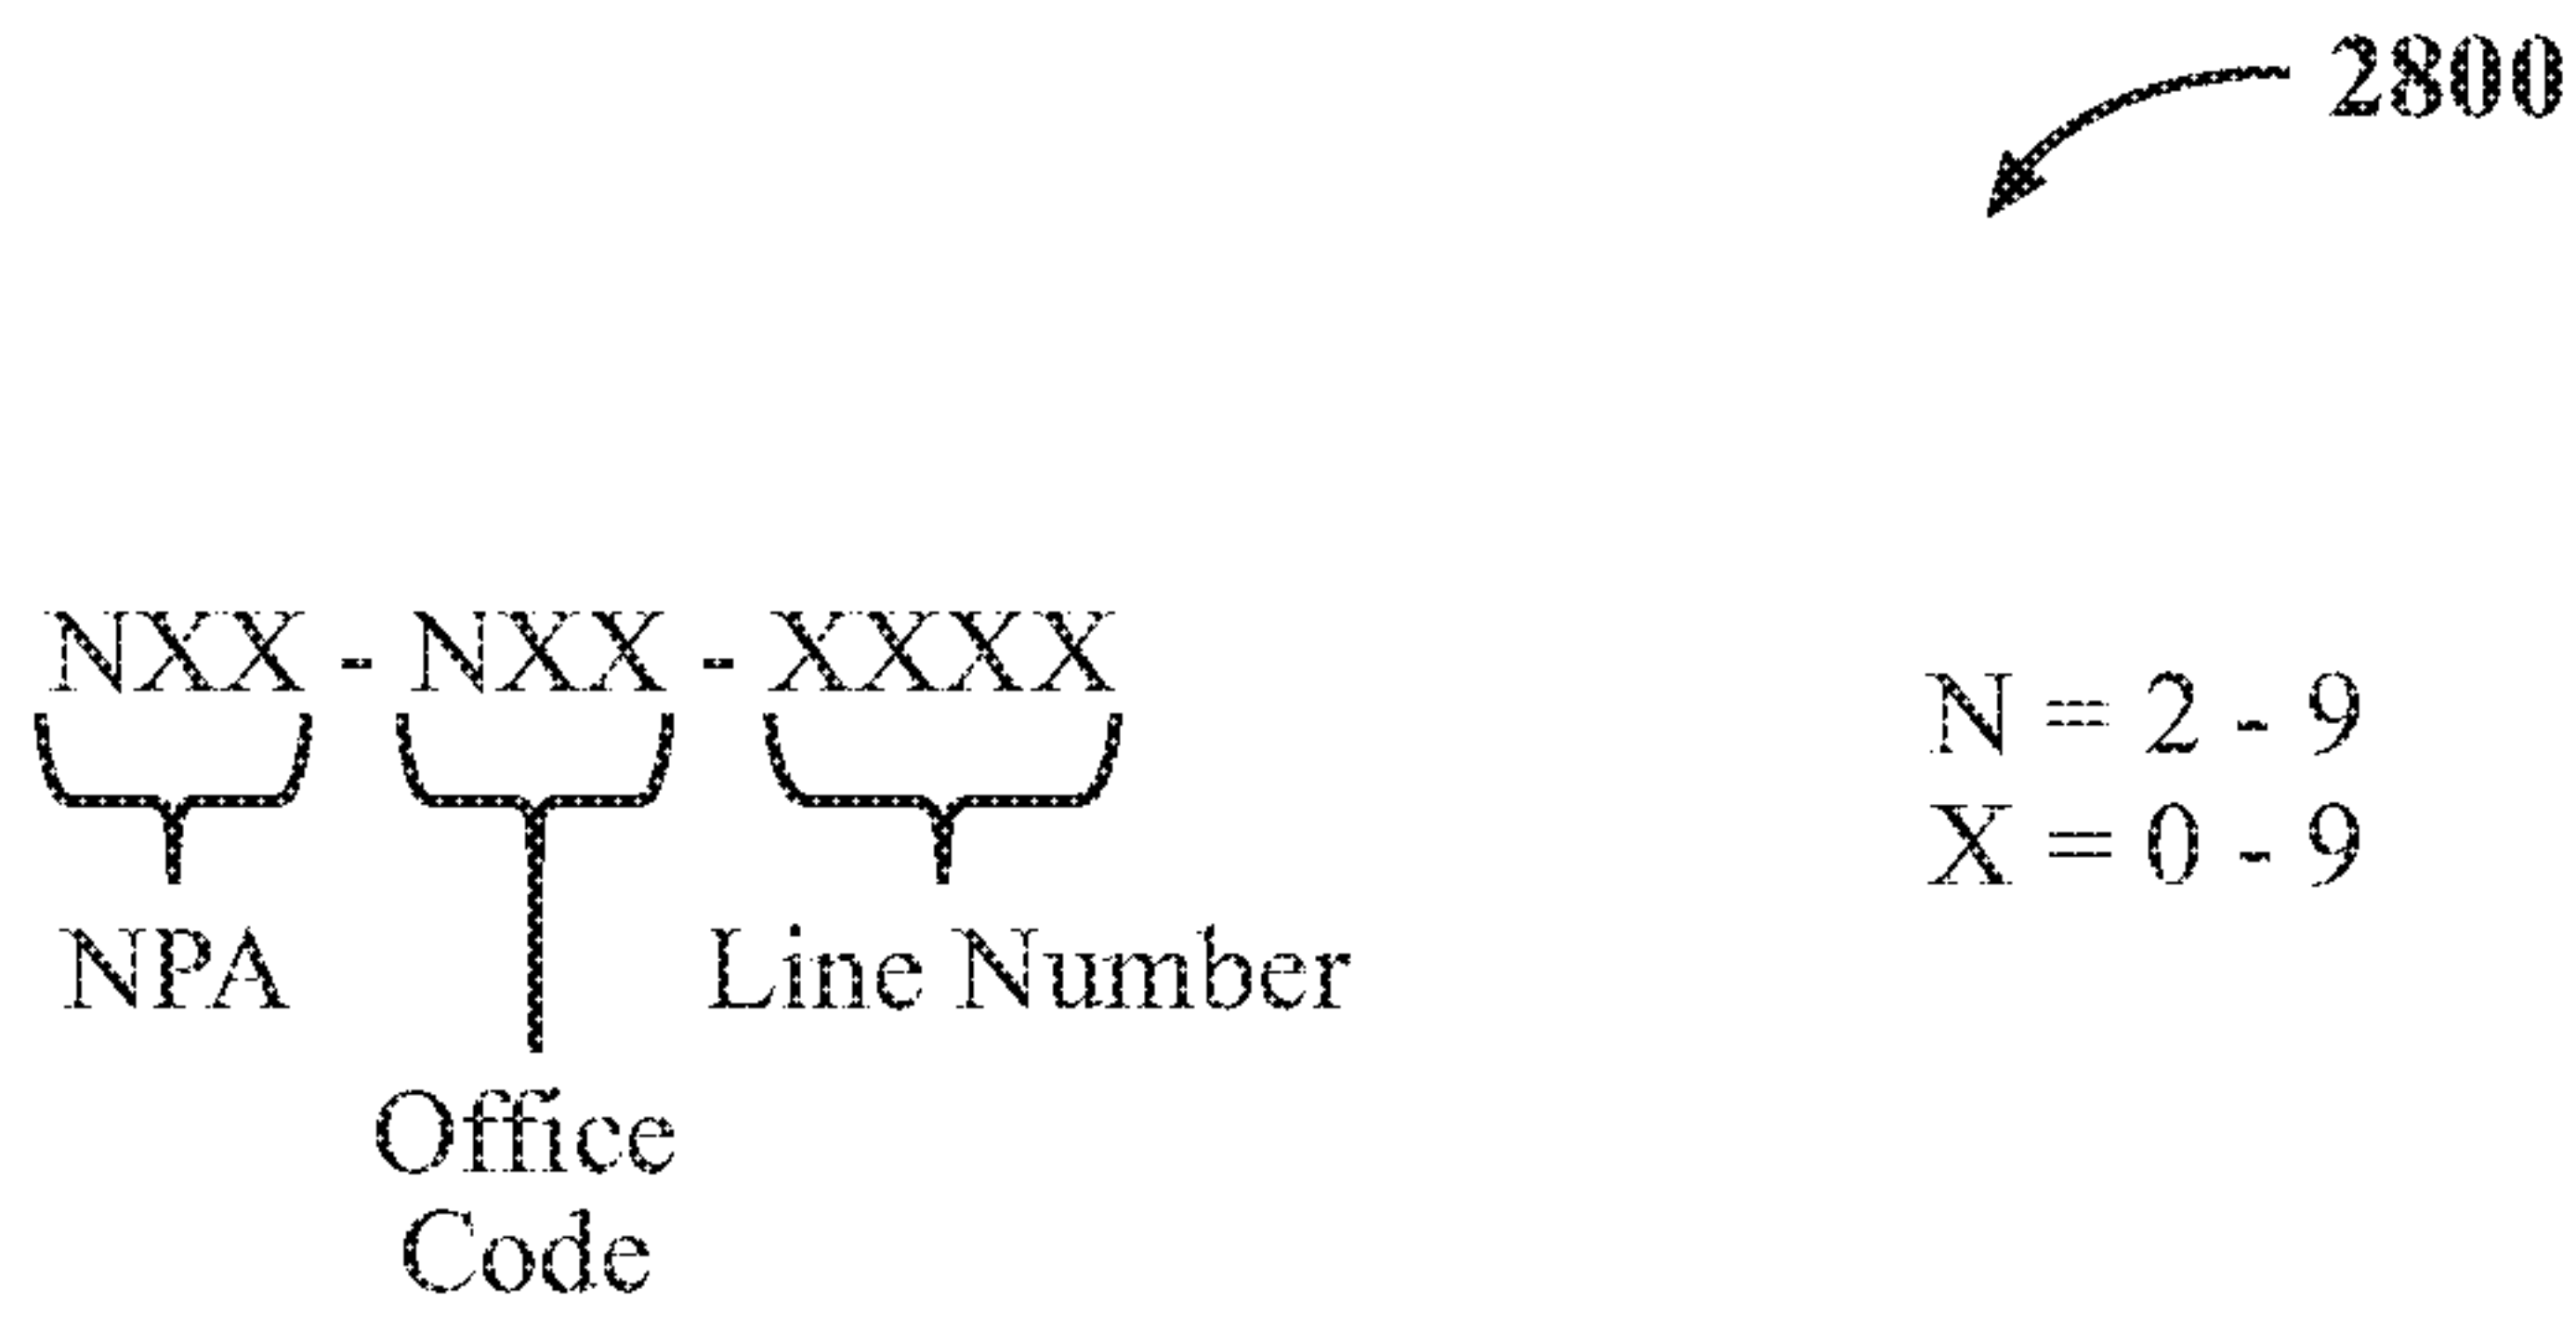 2800
NXX - NXX - XXXX
N = 2 - 9
X = 0 - 9
NPA
Line Number
Office
Code